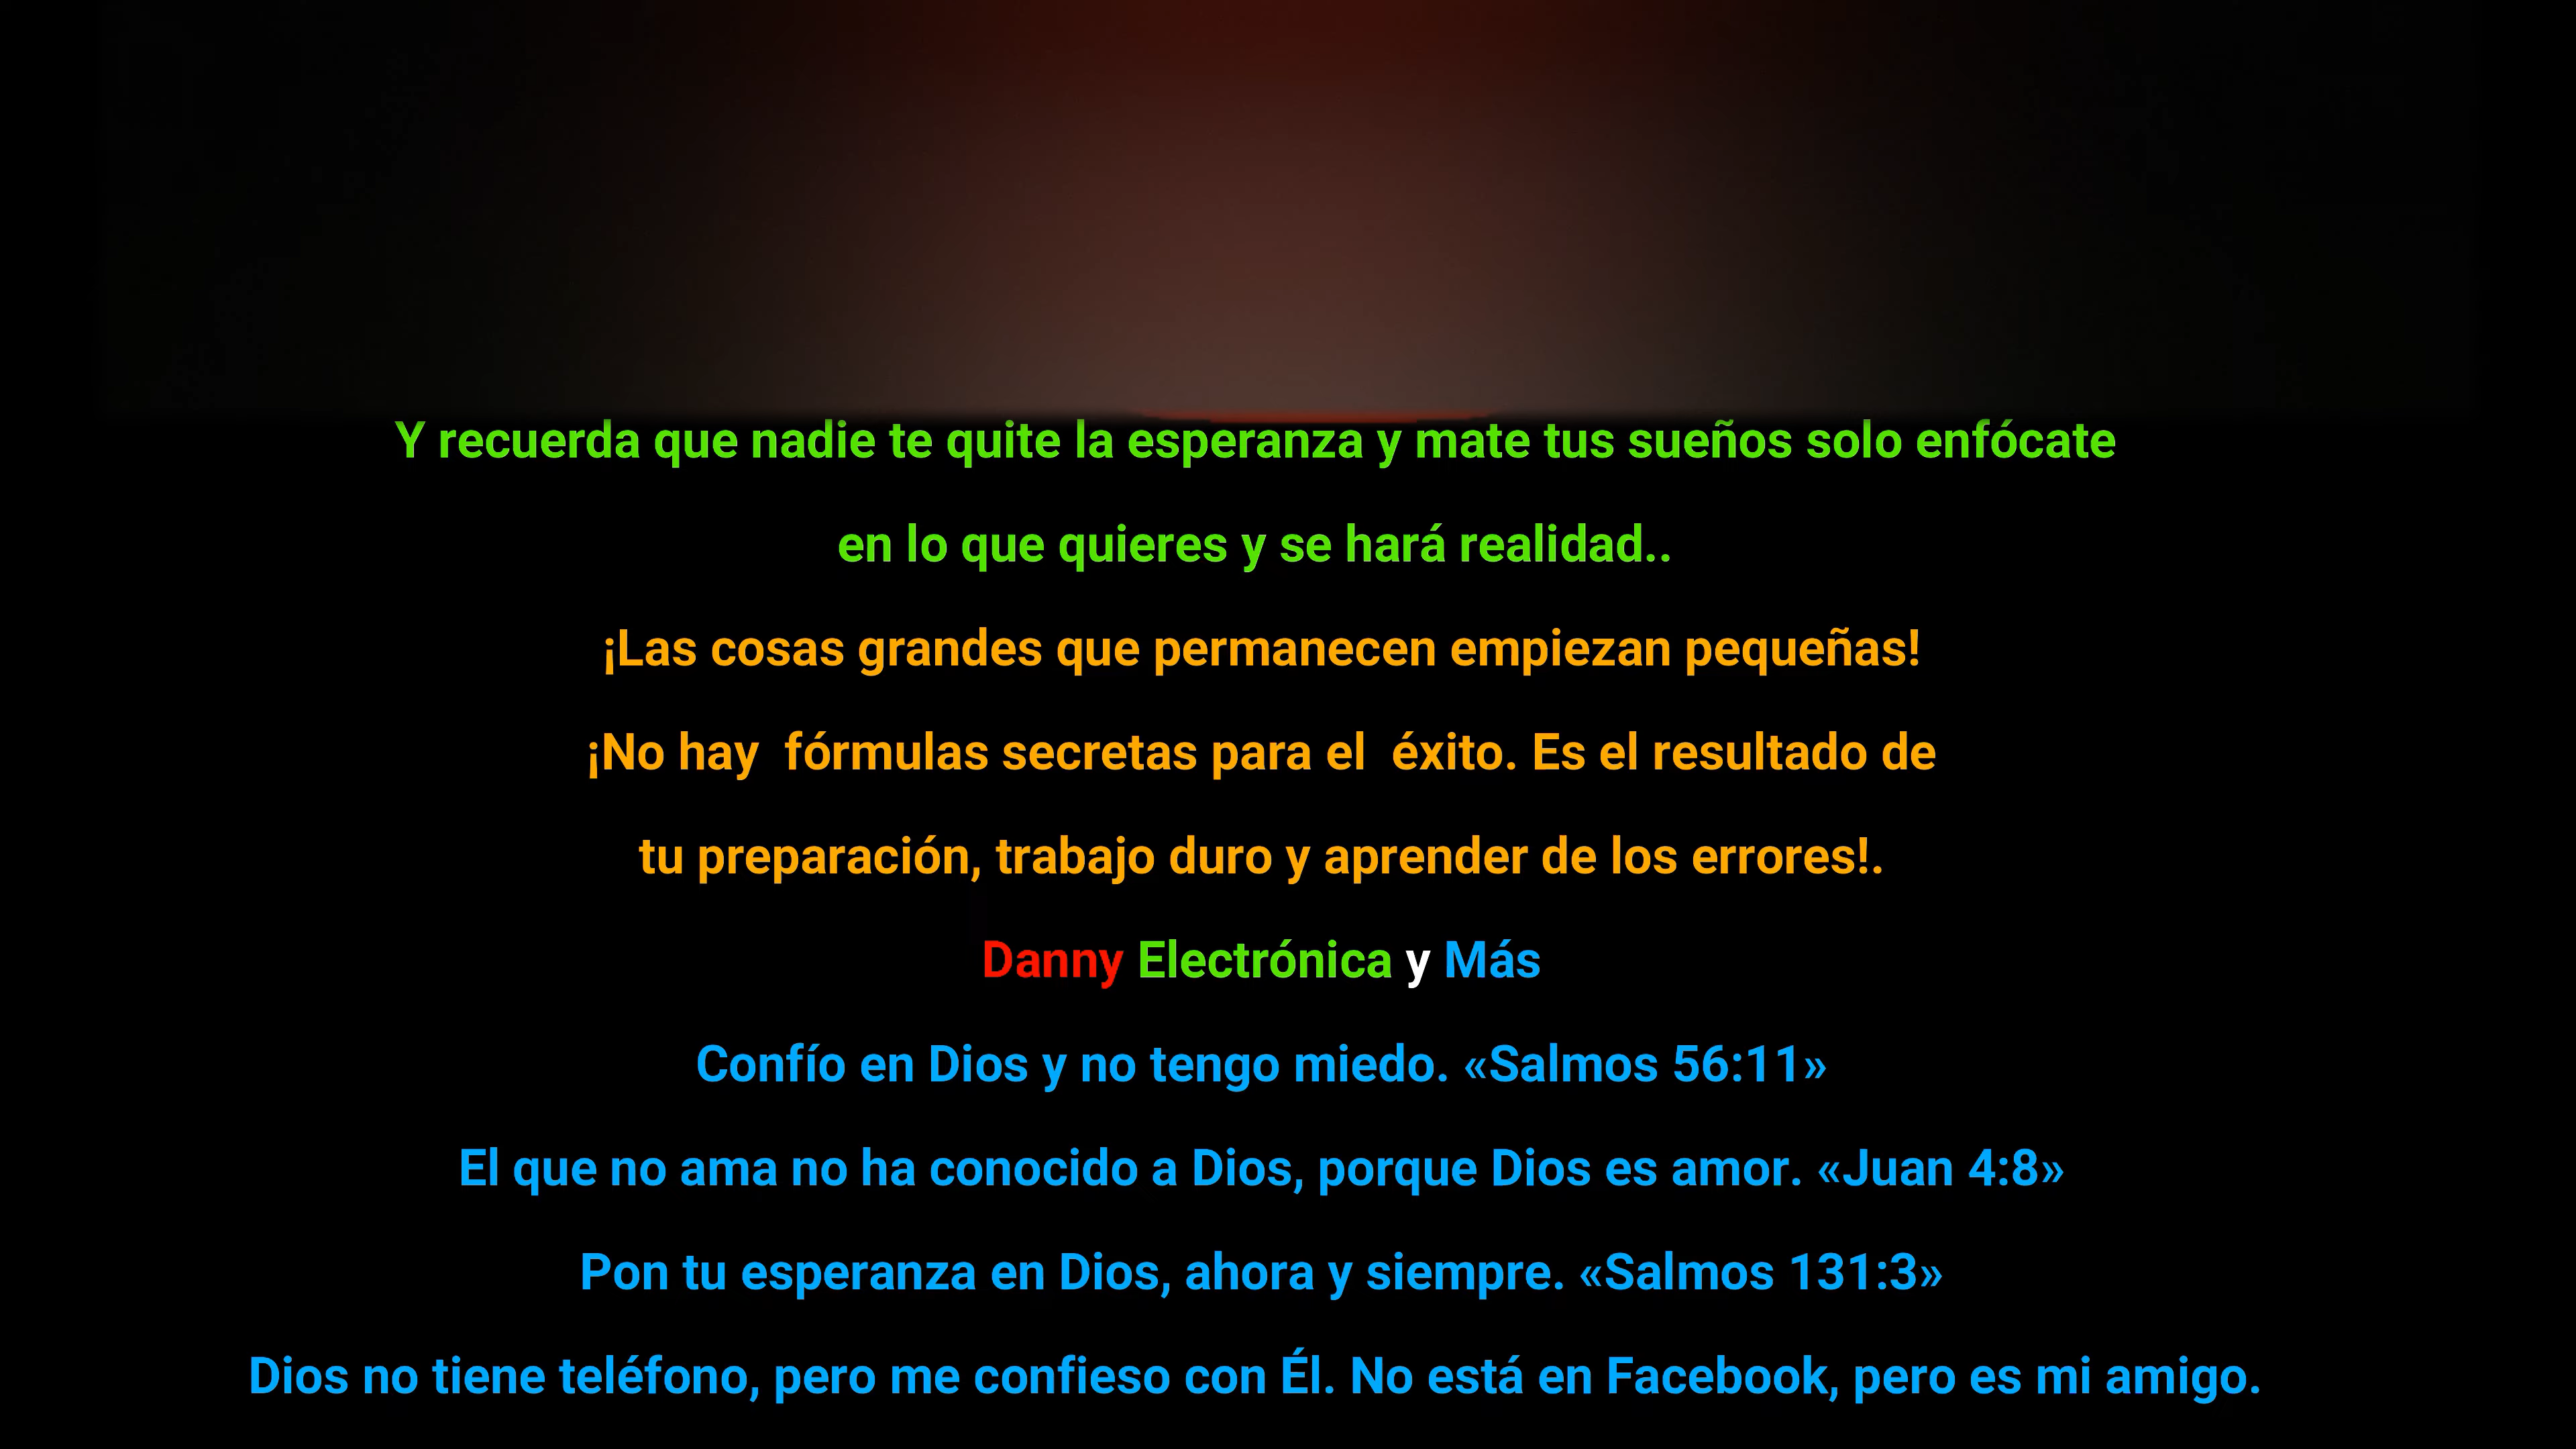 Y recuerda que nadie te quite la esperanza y mate tus sueños solo enfócate
en lo que quieres y se hará realidad..
¡Las cosas grandes que permanecen empiezan pequeñas!
¡No hay  fórmulas secretas para el  éxito. Es el resultado de
tu preparación, trabajo duro y aprender de los errores!.
Danny Electrónica y Más
Confío en Dios y no tengo miedo. «Salmos 56:11»
El que no ama no ha conocido a Dios, porque Dios es amor. «Juan 4:8»
Pon tu esperanza en Dios, ahora y siempre. «Salmos 131:3»
Dios no tiene teléfono, pero me confieso con Él. No está en Facebook, pero es mi amigo.